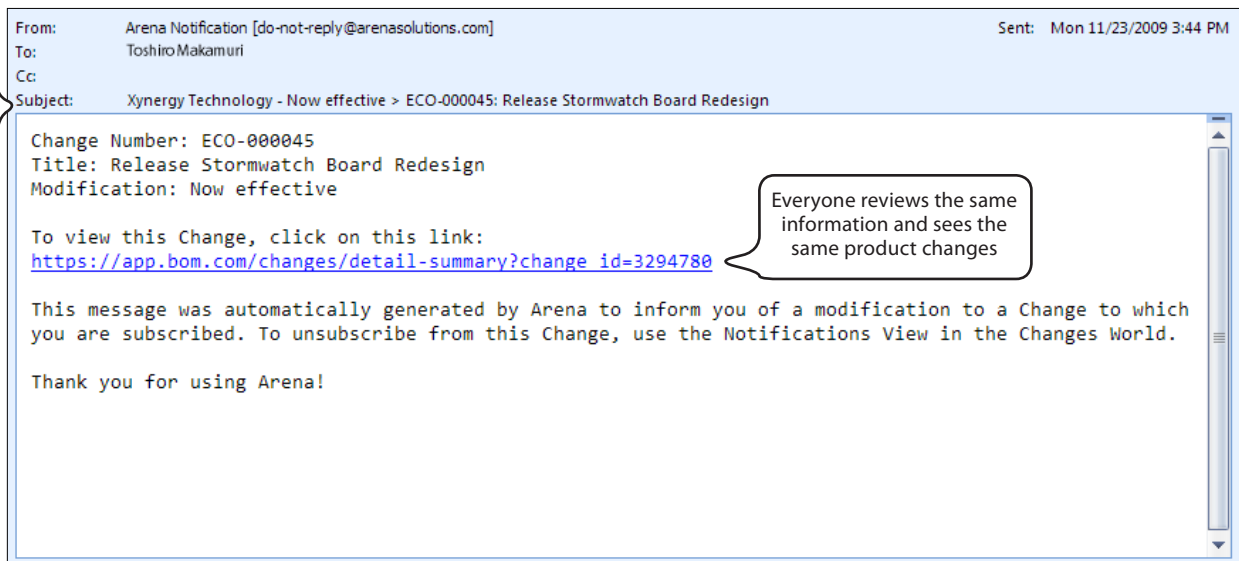 From: Arena Notification [do-not-reply@arenasolutions.com] Sent: Mon 11/23/2009 3:44 PM
To: Toshiro Makamuri
Cc:
Subject: Xynergy Technology - Now effective > ECO-000045: Release Stormwatch Board Redesign
Change Number: ECO-000045
Title: Release Stormwatch Board Redesign
Modification: Now effective
Everyone reviews the same
information and sees the
same product changes
To view this Change, click on this link:
https://app.bom.com/changes/detail-summary?change_id=3294780
This message was automatically generated by Arena to inform you of a modification to a Change to which
you are subscribed. To unsubscribe from this Change, use the Notifications View in the Changes World.
Thank you for using Arena!